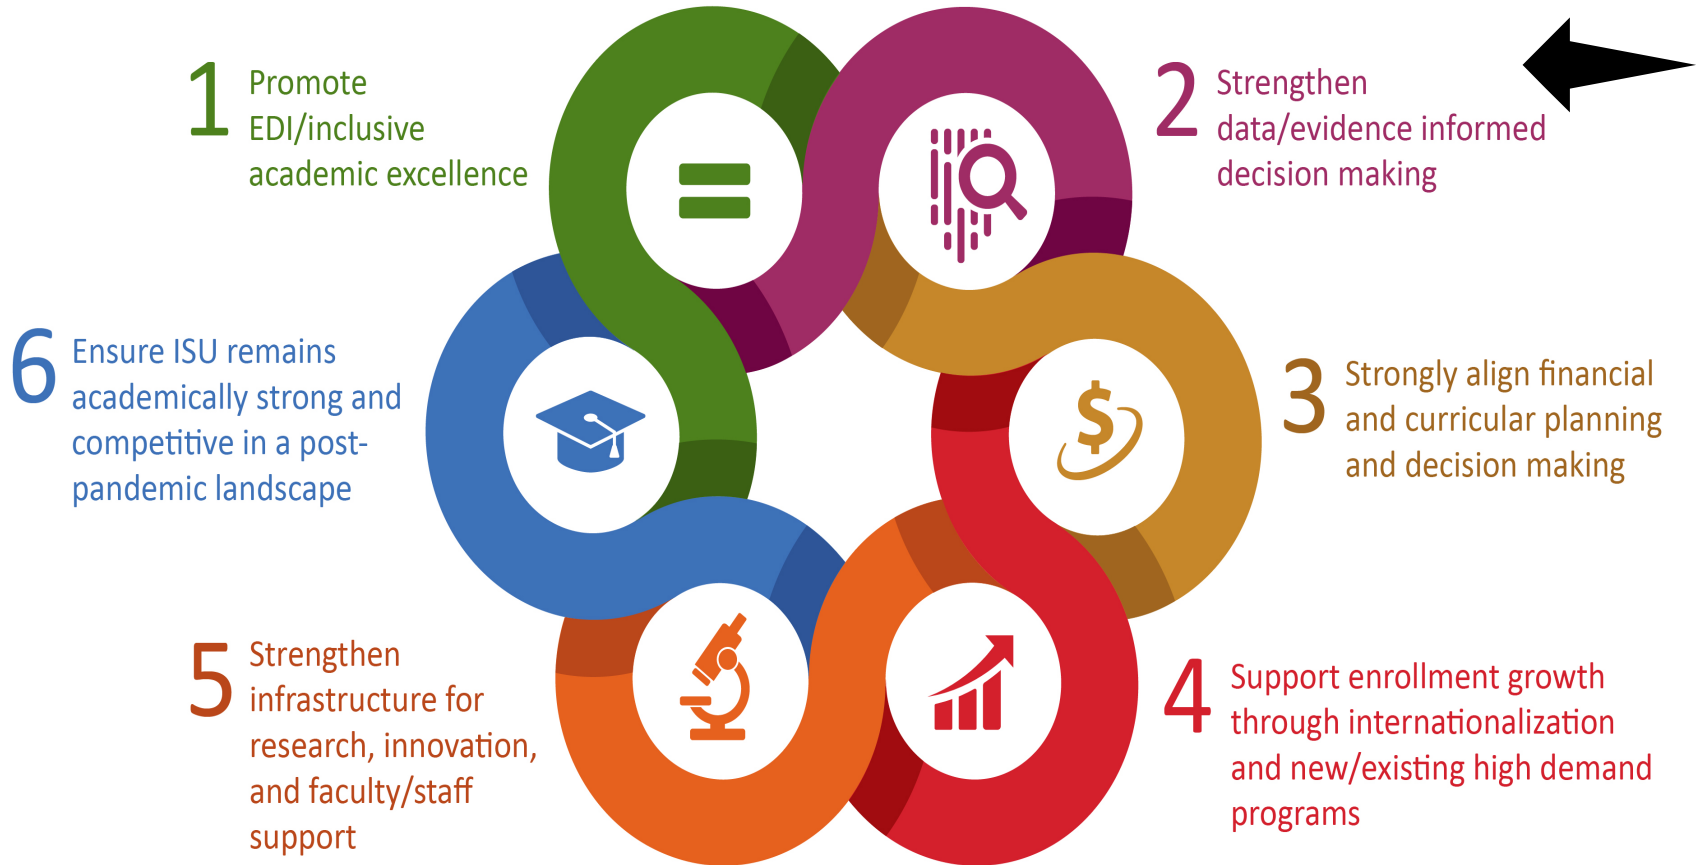 1
Promote
EDI/inclusive
academic excellence
2
Strengthen
data/evidence informed
decision making
3
Strongly align financial
and curricular planning
and decision making
$
4
Support enrollment growth
through internationalization
and new/existing high demand
programs
5
Strengthen
infrastructure for
research, innovation,
and faculty/staff
support
6
Ensure ISU remains
academically strong and
competitive in a post-
pandemic landscape